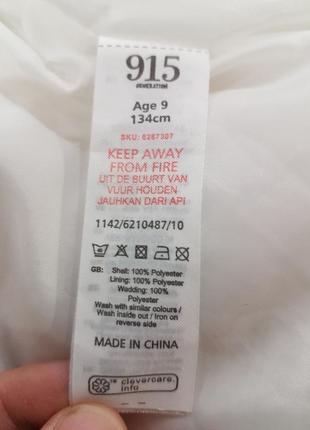 915
GENERATION
Age 9
134cm
SKU: 6267307
KEEP AWAY
FROM FIRE
UIT DE BUURT VAN
VUUR HOUDEN
JAUHKAN DARI API
1142/6210487/10
GB: Shell: 100% Polyester
Lining: 100% Polyester
Wadding: 100%
Polyester
Wash with similar colours /
Wash inside out / Iron on
reverse side
MADE IN CHINA
TM clevercare.
info